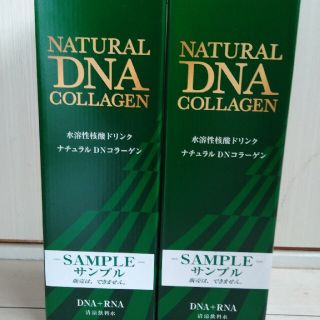 NATURAL
DNA
COLLAGEN
水溶性核酸ドリンク
ナチュラル DNコラーゲン
SAMPLE
サンプル
販売は、できません。
DNA+RNA
清涼飲料水
NATURAL
DNA
COLLAGEN
水溶性核酸ドリンク
ナチュラル DNコラーゲン
SAMPLE
サンプル
販売は、できません。
DNA+RNA
清涼飲料水